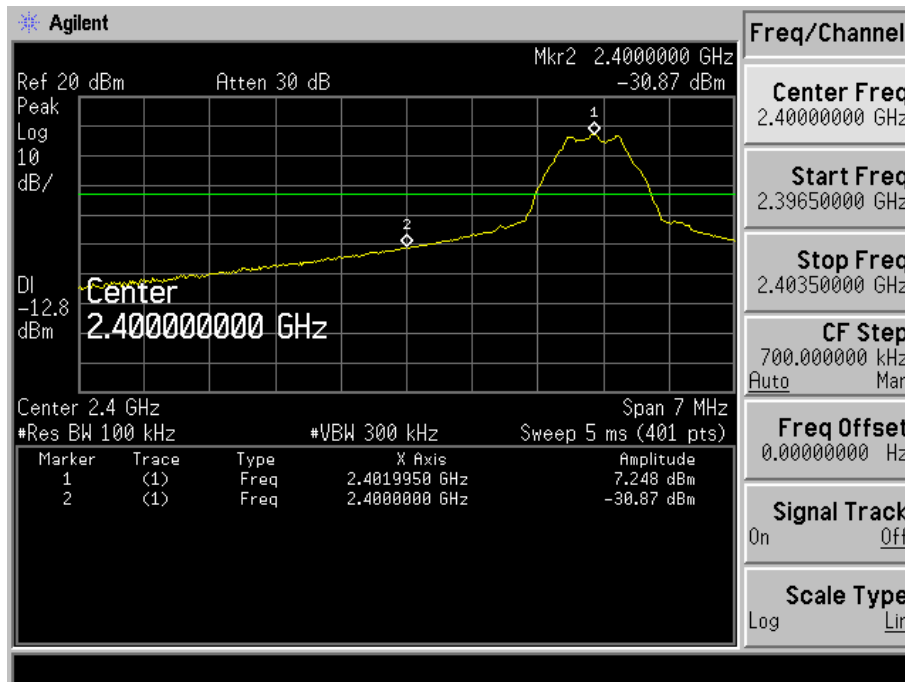 Agilent
Freq/Channel
Mkr2 2.4000000 GHz
Ref 20 dBm Atten 30 dB -30.87 dBm
Peak
Log
10
dB/
1
2
DI
-12.8
dBm
Center
2.400000000 GHz
Center 2.4 GHz Span 7 MHz
#Res BW 100 kHz #VBW 300 kHz Sweep 5 ms (401 pts)
Marker Trace Type X Axis Amplitude
1 (1) Freq 2.4019950 GHz 7.248 dBm
2 (1) Freq 2.4000000 GHz -30.87 dBm
Center Freq
2.40000000 GHz
Start Freq
2.39650000 GHz
Stop Freq
2.40350000 GHz
CF Step
700.000000 kHz
Auto Man
Freq Offset
0.00000000 Hz
Signal Track
On Off
Scale Type
Log Lin